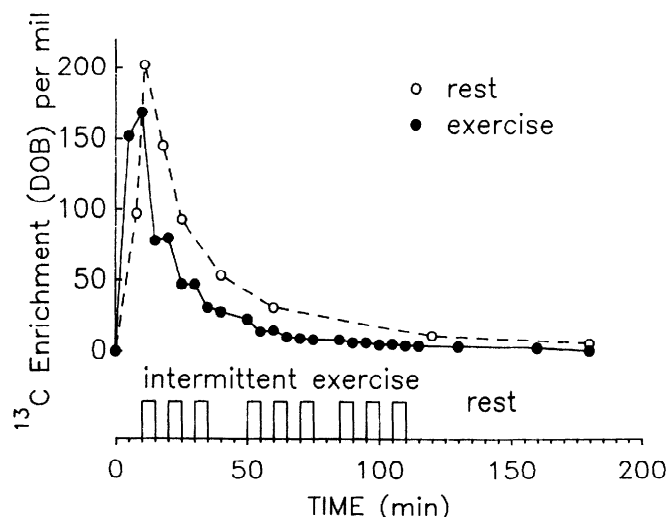 ¹³C Enrichment (DOB) per mil
200
150
100
50
0
rest
exercise
intermittent exercise
rest
0 50 100 150 200
TIME (min)